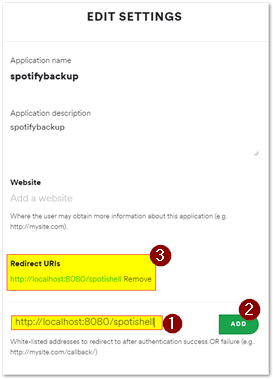 EDIT SETTINGS
Application name
spotifybackup
Application description
spotifybackup
Website
Add a website
Where the user may obtain more information about this application (e.g.
http://mysite.com).
3
Redirect URIs
http://localhost:8080/spotishell Remove
2
http://localhost:8080/spotishell 1 ADD
White-listed addresses to redirect to after authentication success OR failure (e.g.
http://mysite.com/callback/)